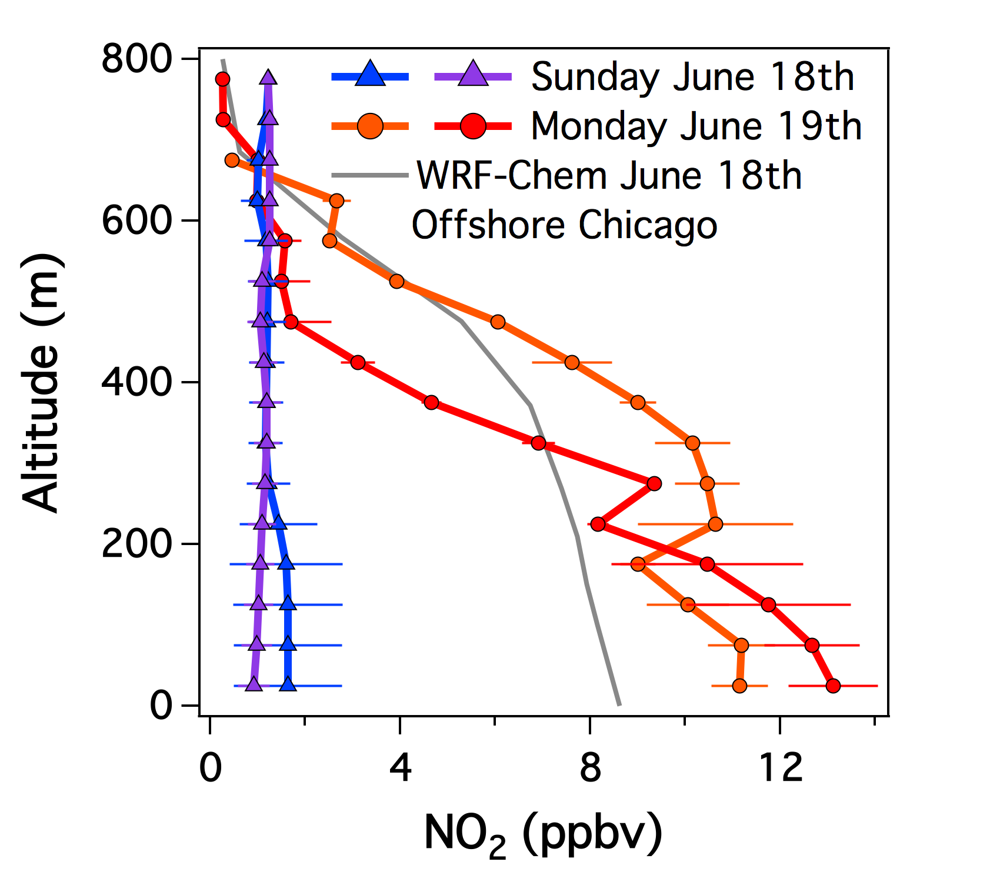 800
600
400
200
0
Altitude (m)
Sunday June 18th
Monday June 19th
WRF-Chem June 18th
Offshore Chicago
0 4 8 12
NO₂ (ppbv)